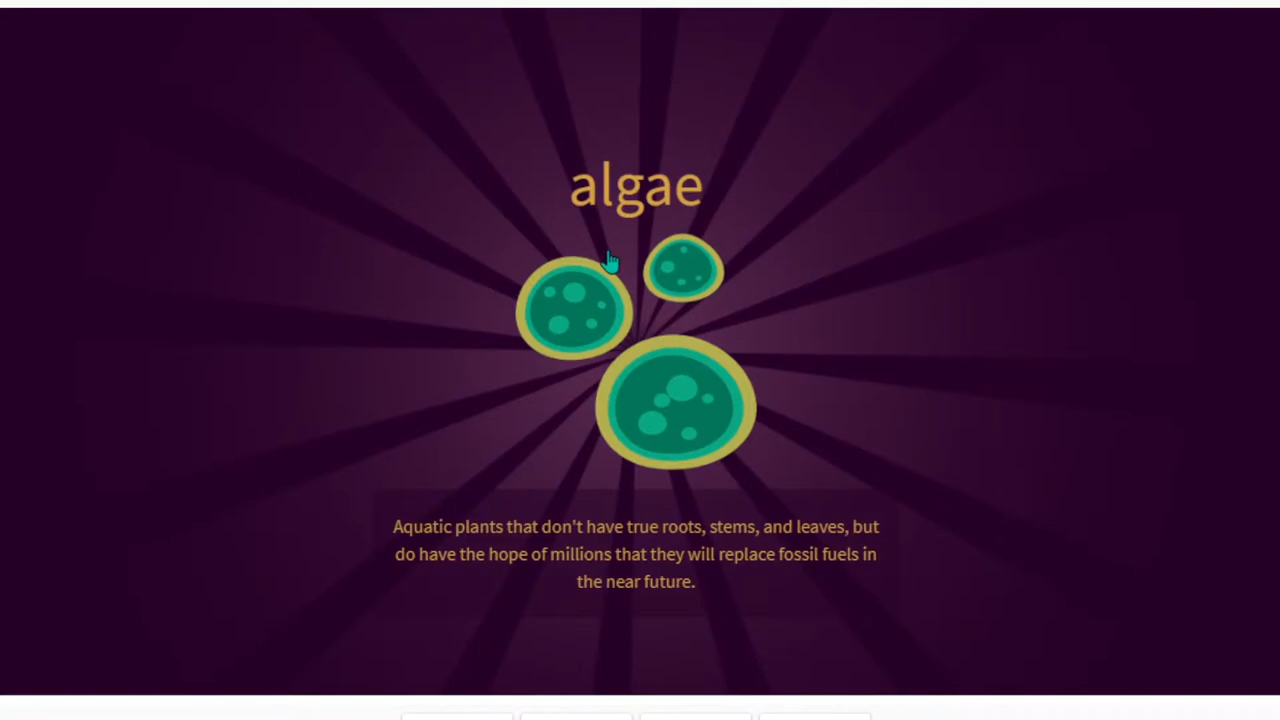 algae
Aquatic plants that don't have true roots, stems, and leaves, but
do have the hope of millions that they will replace fossil fuels in
the near future.